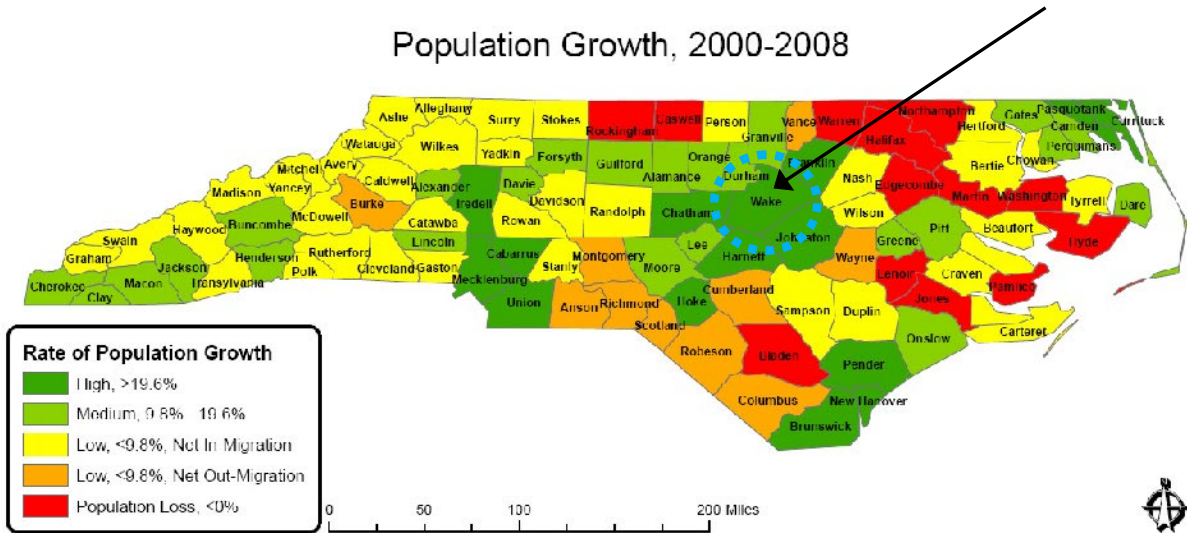 Population Growth, 2000-2008
Ashe
Alleghany
Surry
Stokes
Rockingham
Caswell
Person
Granville
Vance
Warren
Northampton
Hertford
Gates
Pasquotank
Camden
Currituck
Perquimans
Chowan
Bertie
Halifax
Franklin
Nash
Edgecombe
Martin
Washington
Tyrrell
Dare
Watauga
Wilkes
Yadkin
Forsyth
Guilford
Alamance
Orange
Durham
Wake
Mitchell
Avery
Yancey
Caldwell
Alexander
Davie
Iredell
Davidson
Randolph
Chatham
Wilson
Madison
Buncombe
McDowell
Burke
Catawba
Rowan
Lee
Johnston
Harnett
Wayne
Greene
Pitt
Beaufort
Hyde
Swain
Haywood
Graham
Henderson
Rutherford
Polk
Cleveland
Lincoln
Gaston
Cabarrus
Mecklenburg
Stanly
Montgomery
Moore
Lenoir
Craven
Pamlico
Jones
Cherokee
Clay
Macon
Jackson
Transylvania
Union
Anson
Richmond
Scotland
Hoke
Cumberland
Sampson
Duplin
Onslow
Carteret
Robeson
Bladen
Pender
Columbus
New Hanover
Brunswick
Rate of Population Growth
High, >19.6%
Medium, 9.8% 19.6%
Low, <9.8%, Net In Migration
Low, <9.8%, Net Out-Migration
Population Loss, <0%
0 50 100 200 Miles